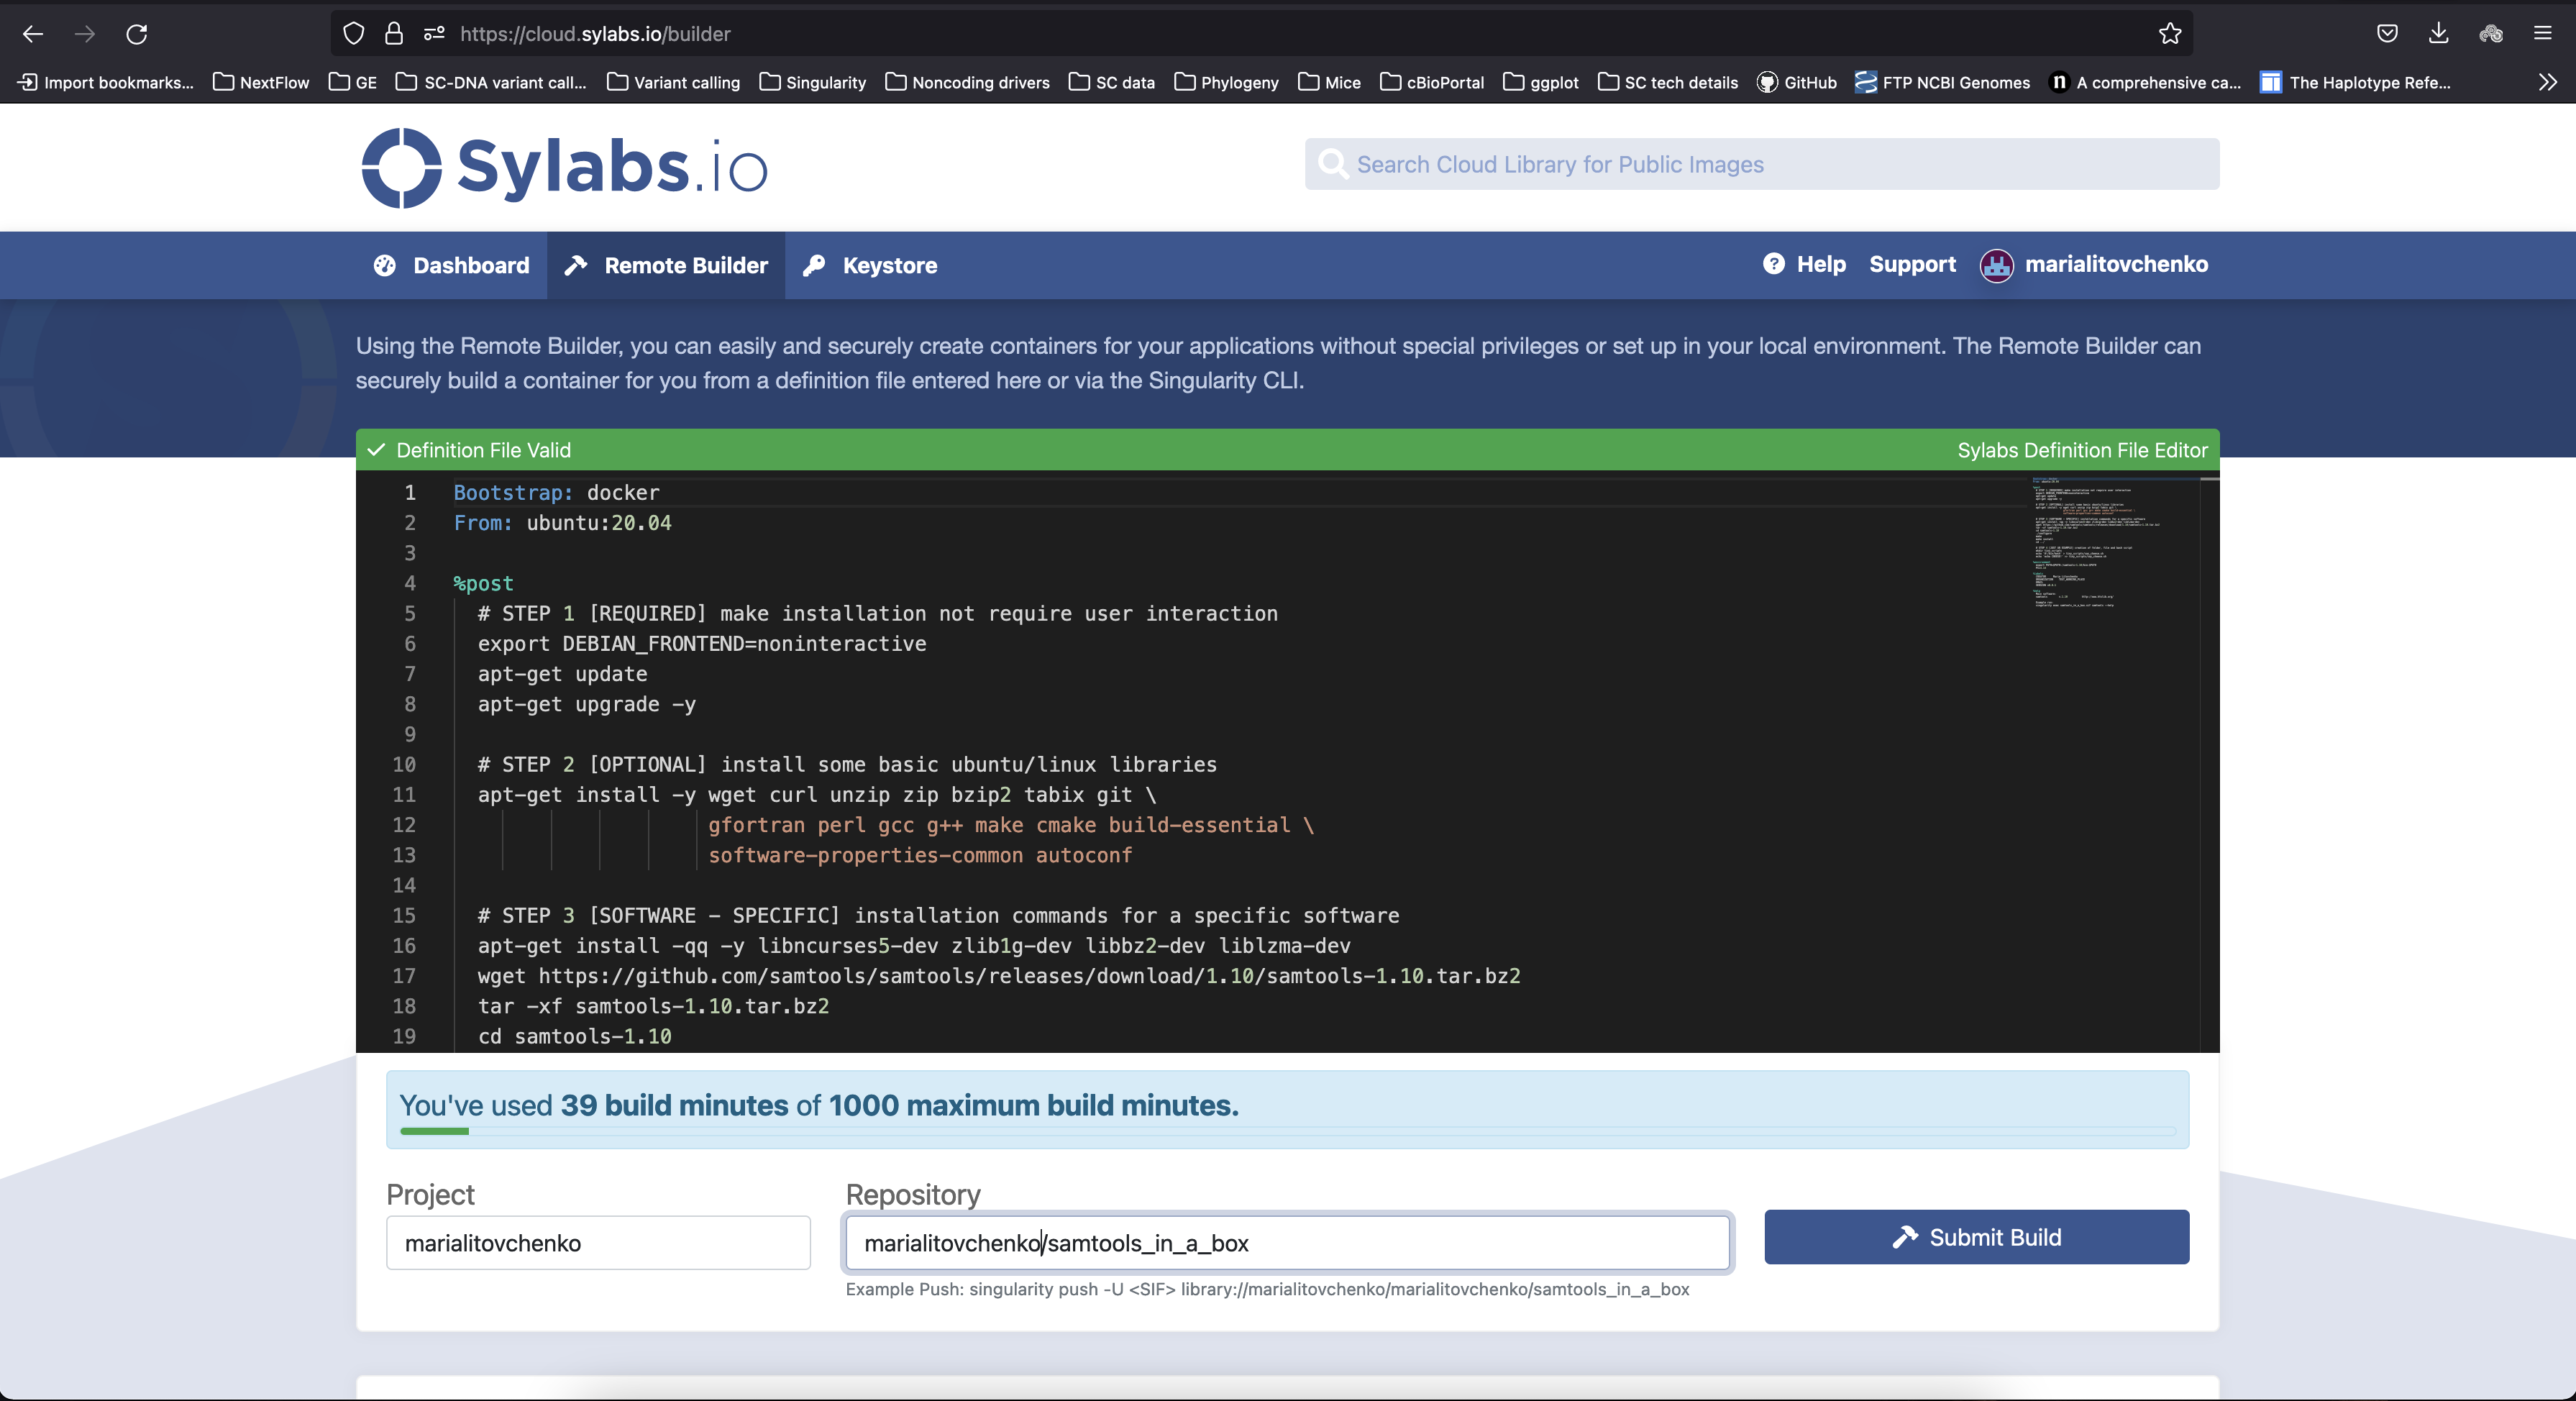 https://cloud.sylabs.io/builder
Import bookmarks... NextFlow GE SC-DNA variant call... Variant calling Singularity Noncoding drivers SC data Phylogeny Mice cBioPortal ggplot SC tech details GitHub FTP NCBI Genomes n A comprehensive ca... The Haplotype Refe...
Sylabs.io
Search Cloud Library for Public Images
Dashboard Remote Builder Keystore ? Help Support marialitovchenko
Using the Remote Builder, you can easily and securely create containers for your applications without special privileges or set up in your local environment. The Remote Builder can
securely build a container for you from a definition file entered here or via the Singularity CLI.
Definition File Valid Sylabs Definition File Editor
1 Bootstrap: docker
2 From: ubuntu:20.04
3
4 %post
5 # STEP 1 [REQUIRED] make installation not require user interaction
6 export DEBIAN_FRONTEND=noninteractive
7 apt-get update
8 apt-get upgrade -y
9
10 # STEP 2 [OPTIONAL] install some basic ubuntu/linux libraries
11 apt-get install -y wget curl unzip zip bzip2 tabix git \
12 gfortran perl gcc g++ make cmake build-essential \
13 software-properties-common autoconf
14
15 # STEP 3 [SOFTWARE - SPECIFIC] installation commands for a specific software
16 apt-get install -qq -y libncurses5-dev zlib1g-dev libbz2-dev liblzma-dev
17 wget https://github.com/samtools/samtools/releases/download/1.10/samtools-1.10.tar.bz2
18 tar -xf samtools-1.10.tar.bz2
19 cd samtools-1.10
You've used 39 build minutes of 1000 maximum build minutes.
Project Repository
marialitovchenko marialitovchenko/samtools_in_a_box Submit Build
Example Push: singularity push -U <SIF> library://marialitovchenko/marialitovchenko/samtools_in_a_box